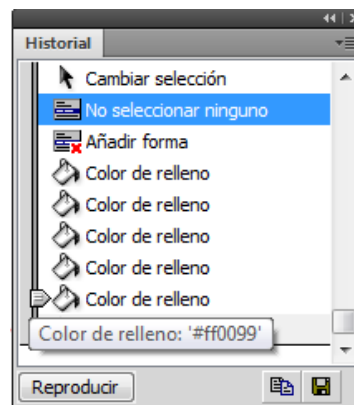 Historial
Cambiar selección
No seleccionar ninguno
Añadir forma
Color de relleno
Color de relleno
Color de relleno
Color de relleno
Color de relleno
Color de relleno: '#ff0099'
Reproducir